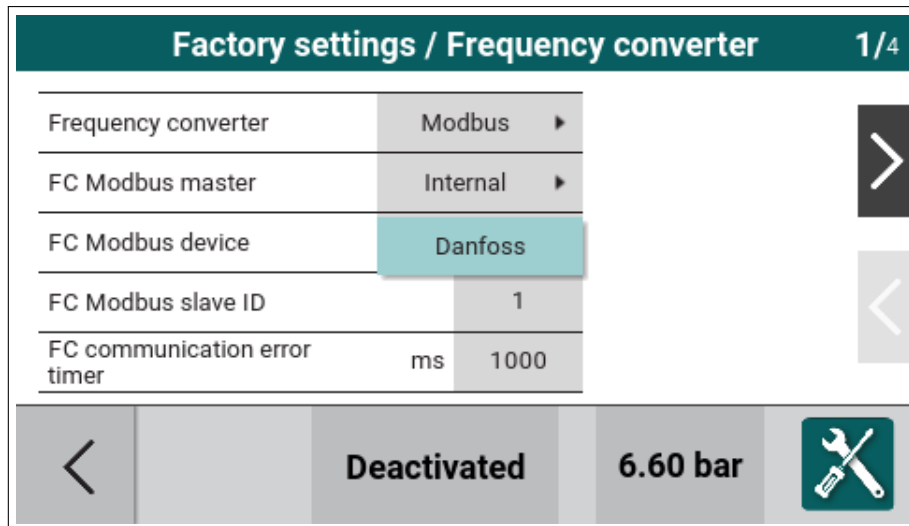 Factory settings / Frequency converter 1/4
Frequency converter Modbus
FC Modbus master Internal
FC Modbus device Danfoss
FC Modbus slave ID 1
FC communication error
timer ms 1000
Deactivated 6.60 bar